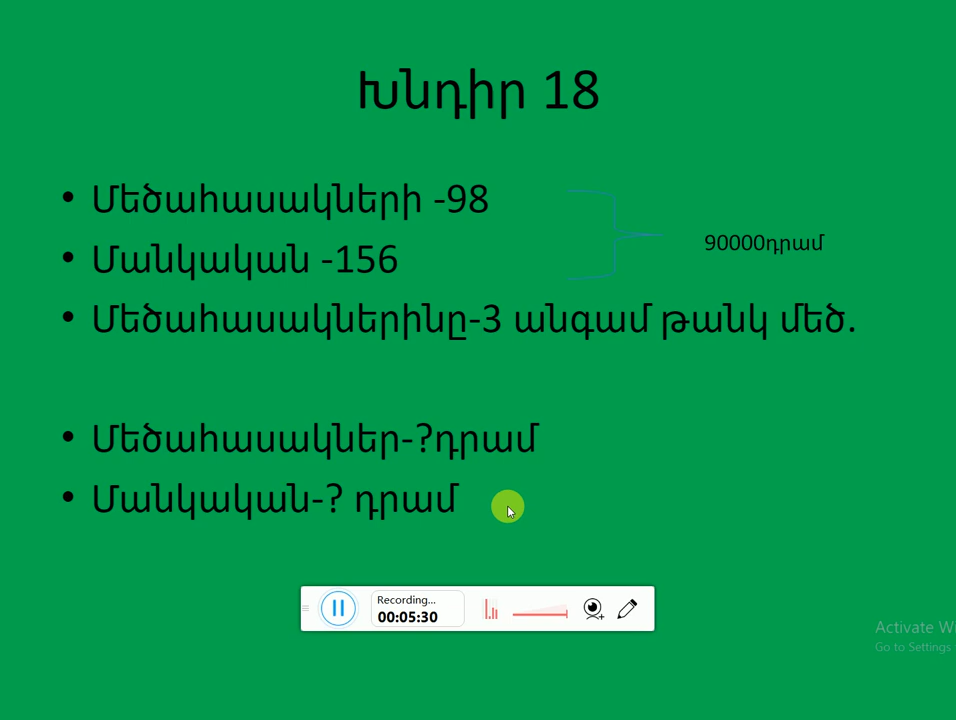 Խնդիր 18
• Մեծահասակների -98
90000դրամ
• Մանկական -156
• Մեծահասակներինը-3 անգամ թանկ մեծ.
• Մեծահասակներ-?դրամ
• Մանկական-? դրամ
Recording...
00:05:30
Activate
Go to Settings